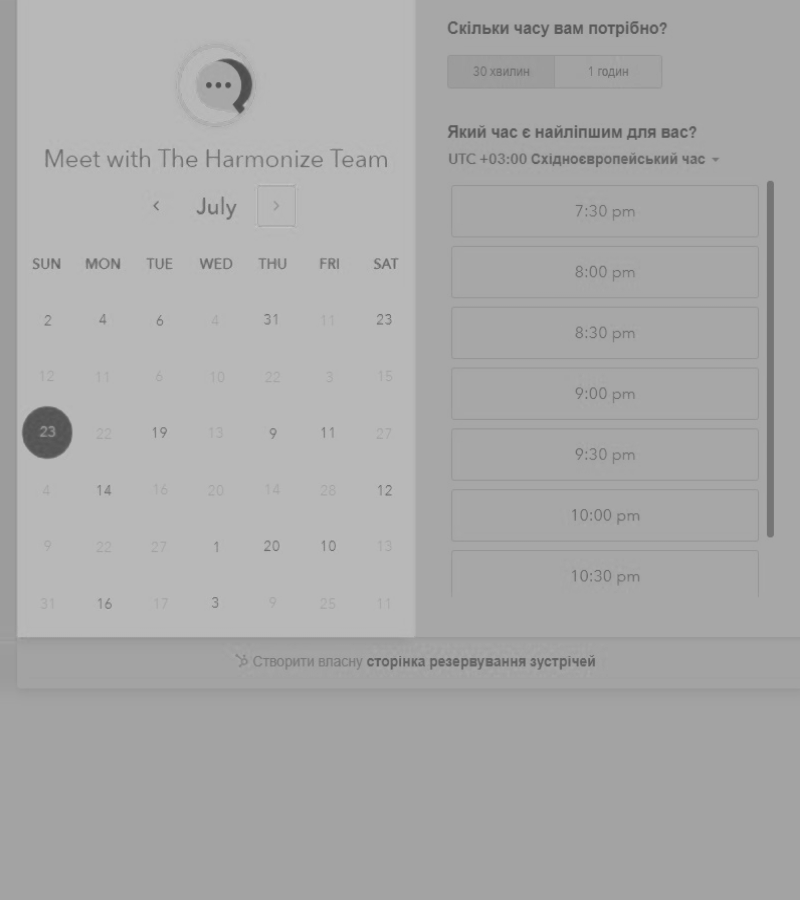 Meet with The Harmonize Team
July
SUN MON TUE WED THU FRI SAT
2 4 6 4 31 11 23
12 11 6 10 22 3 15
23 22 19 13 9 11 27
4 14 16 20 14 28 12
9 22 27 1 20 10 13
31 16 17 3 9 25 11
Скільки часу вам потрібно?
30 хвилин 1 годин
Який час є найліпшим для вас?
UTC +03:00 Східноєвропейський час
7:30 pm
8:00 pm
8:30 pm
9:00 pm
9:30 pm
10:00 pm
10:30 pm
Створити власну сторінка резервування зустрічей